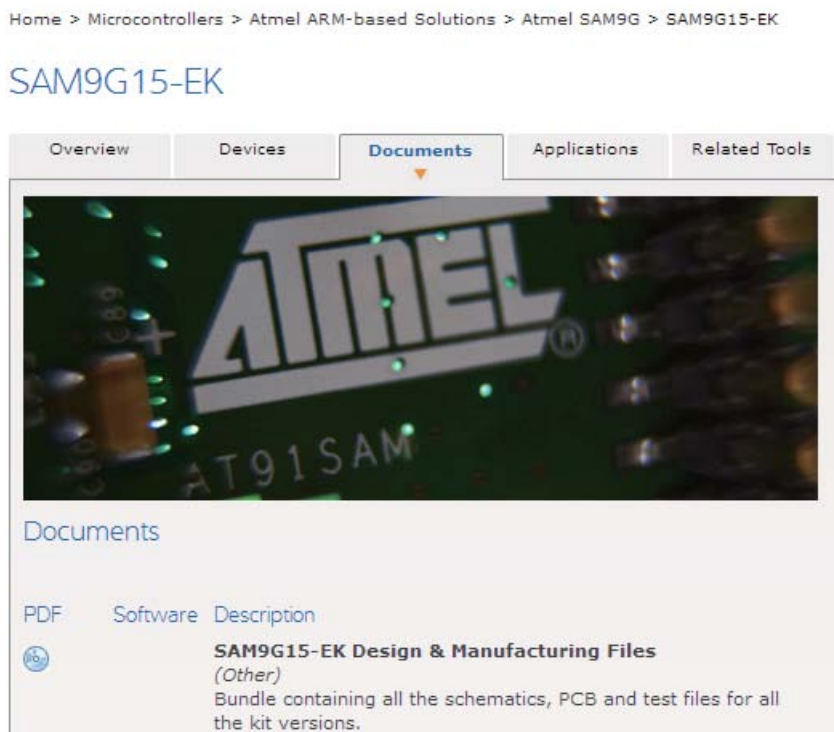 Home > Microcontrollers > Atmel ARM-based Solutions > Atmel SAM9G > SAM9G15-EK
SAM9G15-EK
Overview Devices Documents Applications Related Tools
C89
+
ATMEL ®
C90
AT91SAM
Documents
PDF Software Description
SAM9G15-EK Design & Manufacturing Files
(Other)
Bundle containing all the schematics, PCB and test files for all
the kit versions.